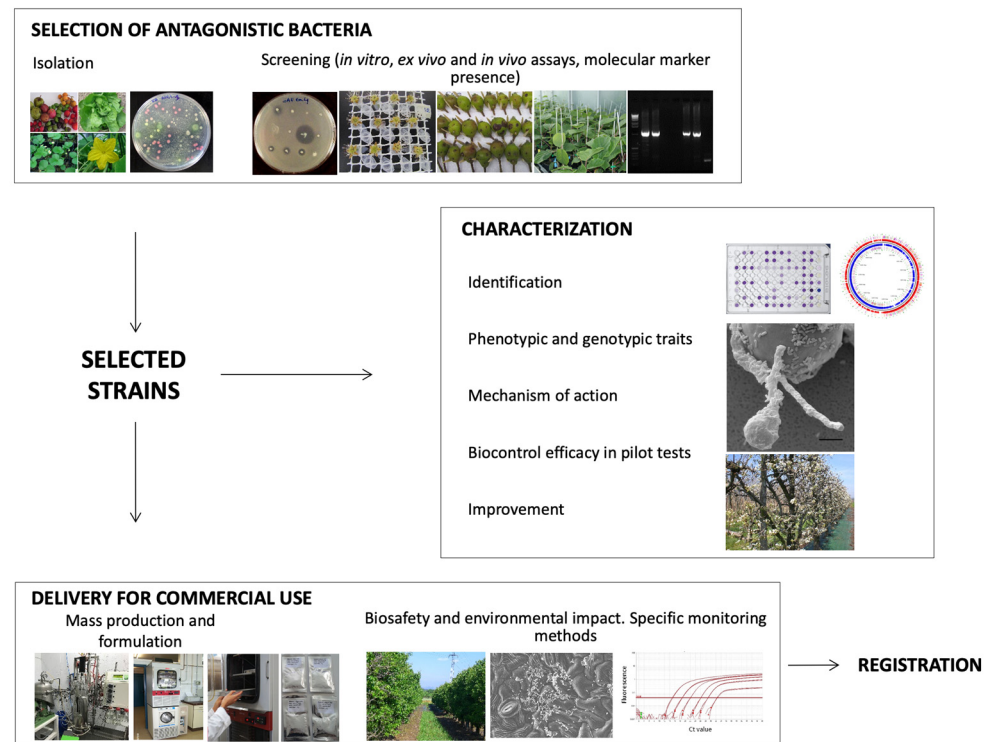 SELECTION OF ANTAGONISTIC BACTERIA
Isolation
Screening (in vitro, ex vivo and in vivo assays, molecular marker
presence)
CHARACTERIZATION
Identification
Phenotypic and genotypic traits
Mechanism of action
Biocontrol efficacy in pilot tests
Improvement
SELECTED
STRAINS
DELIVERY FOR COMMERCIAL USE
Mass production and
formulation
Biosafety and environmental impact. Specific monitoring
methods
Fluorescence
Ct value
REGISTRATION